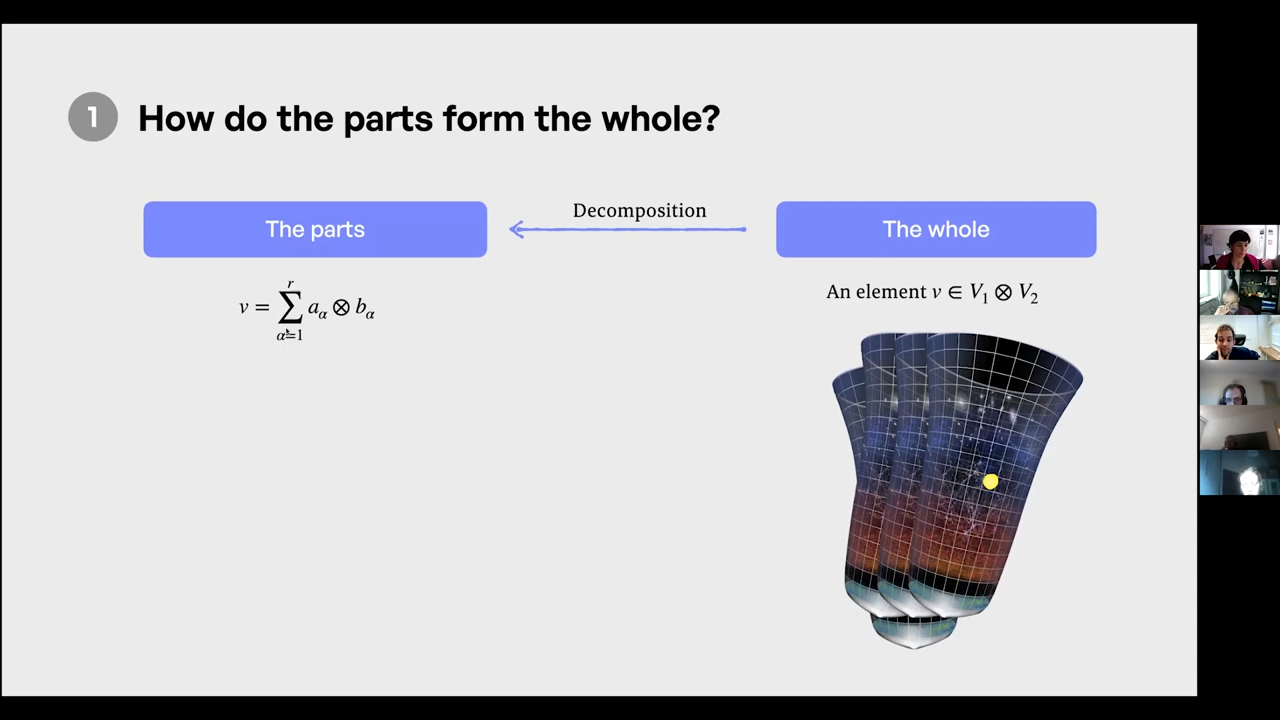 1 How do the parts form the whole?
The parts
Decomposition
The whole
v = ∑_{α=1}^{r} a_α ⊗ b_α
An element v ∈ V₁ ⊗ V₂